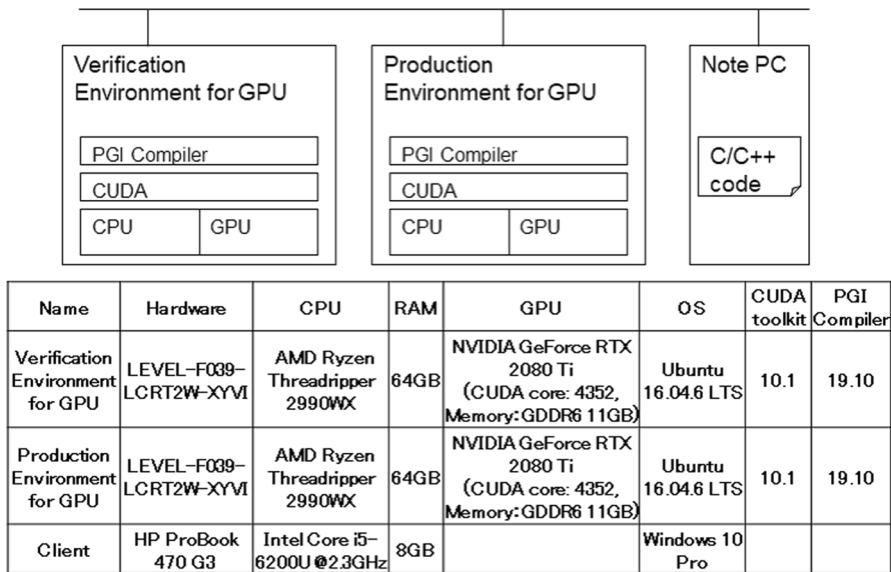 Verification
Environment for GPU
PGI Compiler
CUDA
CPU
GPU
Production
Environment for GPU
PGI Compiler
CUDA
CPU
GPU
Note PC
C/C++
code
Name Hardware CPU RAM GPU OS CUDA toolkit PGI Compiler
Verification Environment for GPU LEVEL-F039-LCRT2W-XYVI AMD Ryzen Threadripper 2990WX 64GB NVIDIA GeForce RTX 2080 Ti (CUDA core: 4352, Memory: GDDR6 11GB) Ubuntu 16.04.6 LTS 10.1 19.10
Production Environment for GPU LEVEL-F039-LCRT2W-XYVI AMD Ryzen Threadripper 2990WX 64GB NVIDIA GeForce RTX 2080 Ti (CUDA core: 4352, Memory: GDDR6 11GB) Ubuntu 16.04.6 LTS 10.1 19.10
Client HP ProBook 470 G3 Intel Core i5-6200U @2.3GHz 8GB Windows 10 Pro